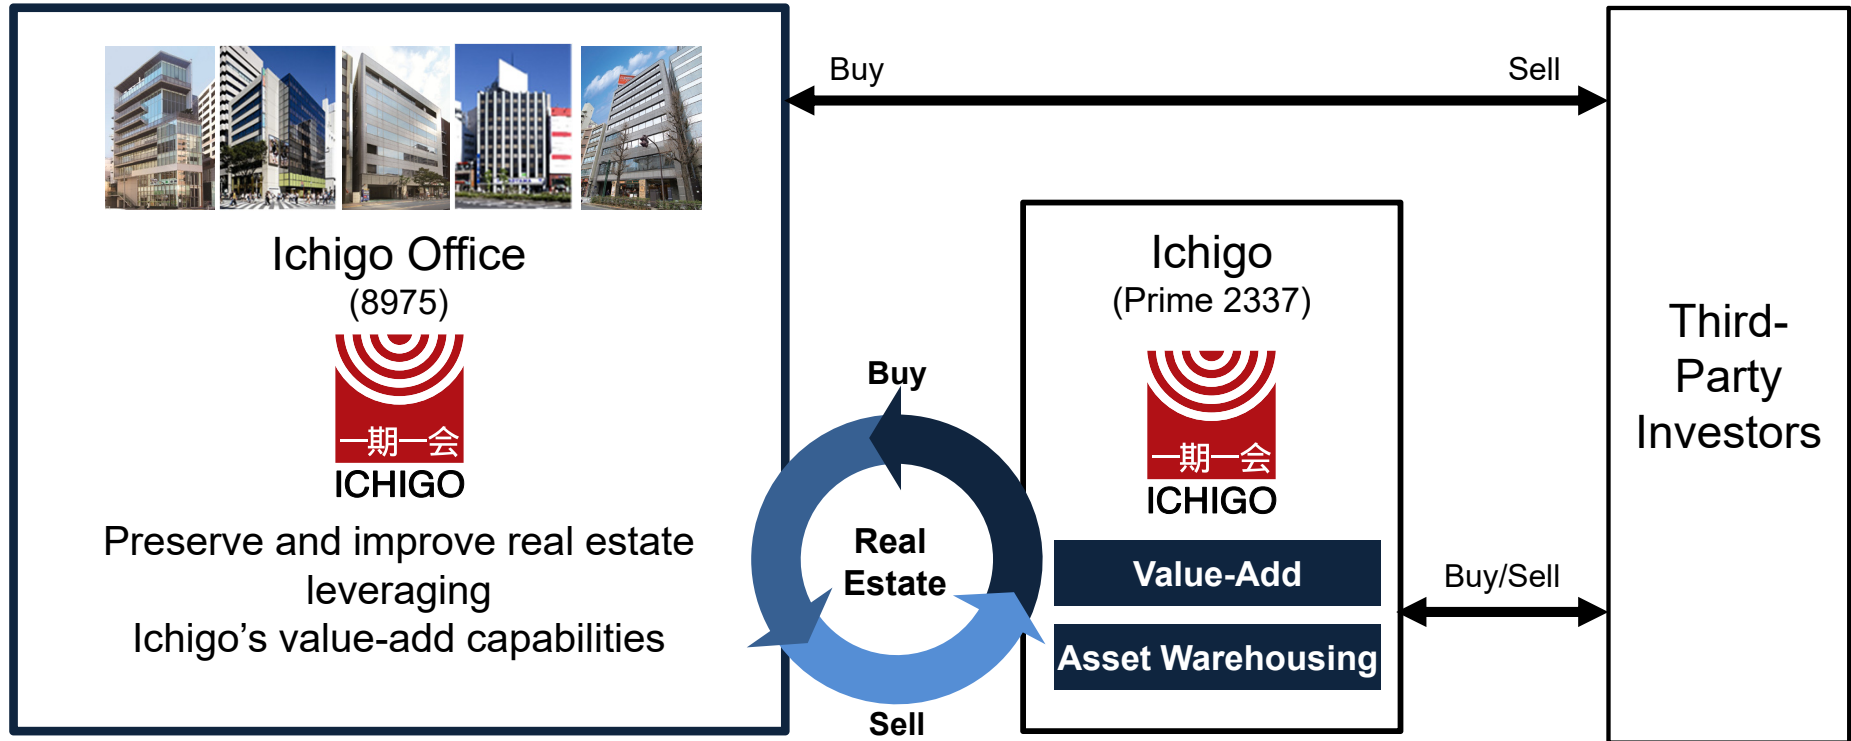 Buy
Sell
Ichigo Office
(8975)
一期一会
ICHIGO
Preserve and improve real estate
leveraging
Ichigo’s value-add capabilities
Buy
Real
Estate
Sell
Ichigo
(Prime 2337)
一期一会
ICHIGO
Value-Add
Asset Warehousing
Buy/Sell
Third-
Party
Investors